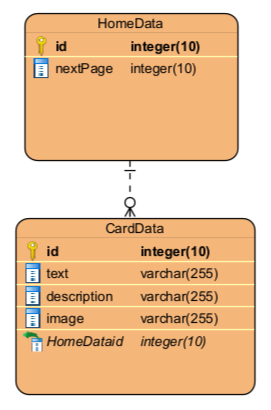 HomeData
id integer(10)
nextPage integer(10)
CardData
id integer(10)
text varchar(255)
description varchar(255)
image varchar(255)
HomeDataid integer(10)